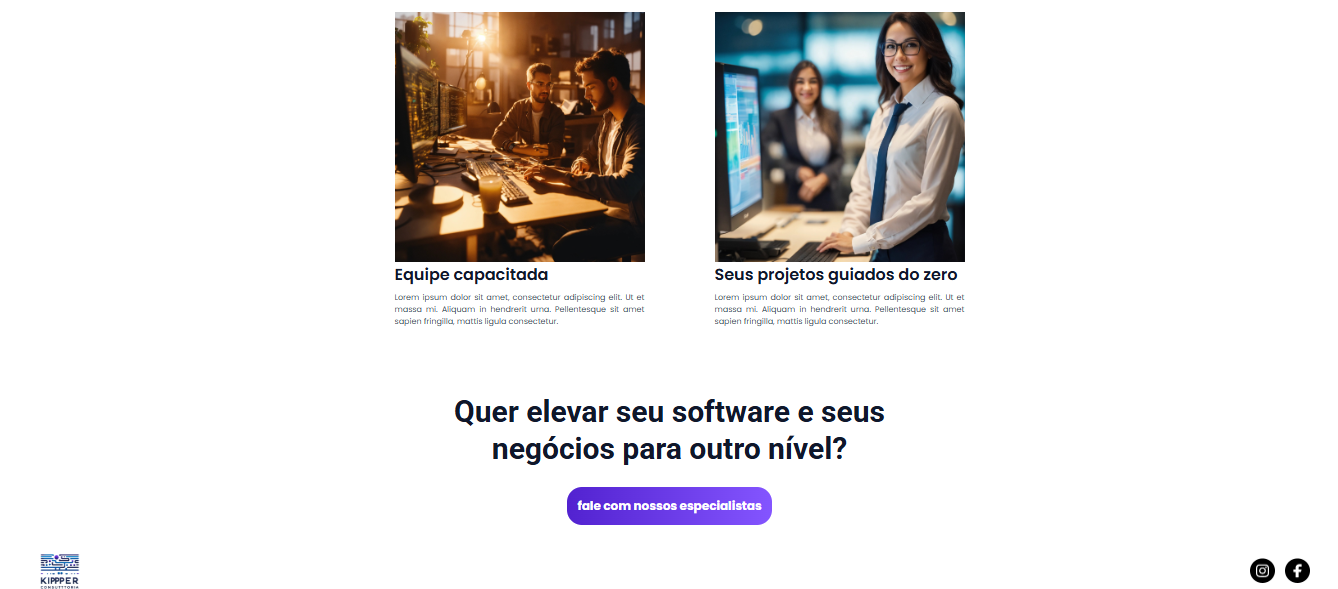 Equipe capacitada
Lorem ipsum dolor sit amet, consectetur adipiscing elit. Ut et
massa mi. Aliquam in hendrerit urna. Pellentesque sit amet
sapien fringilla, mattis ligula consectetur.
Seus projetos guiados do zero
Lorem ipsum dolor sit amet, consectetur adipiscing elit. Ut et
massa mi. Aliquam in hendrerit urna. Pellentesque sit amet
sapien fringilla, mattis ligula consectetur.
Quer elevar seu software e seus
negócios para outro nível?
fale com nossos especialistas
KIPPPER
CONSULTTORIA